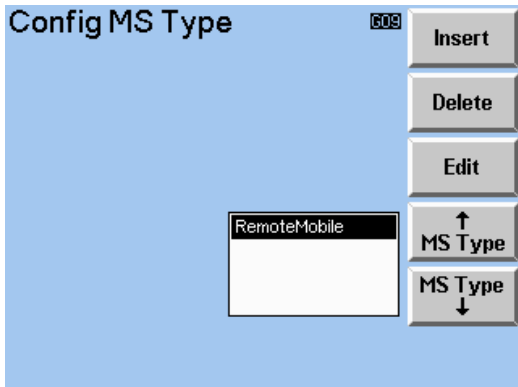 Config MS Type
G09
Insert
Delete
Edit
RemoteMobile
↑
MS Type
MS Type
↓